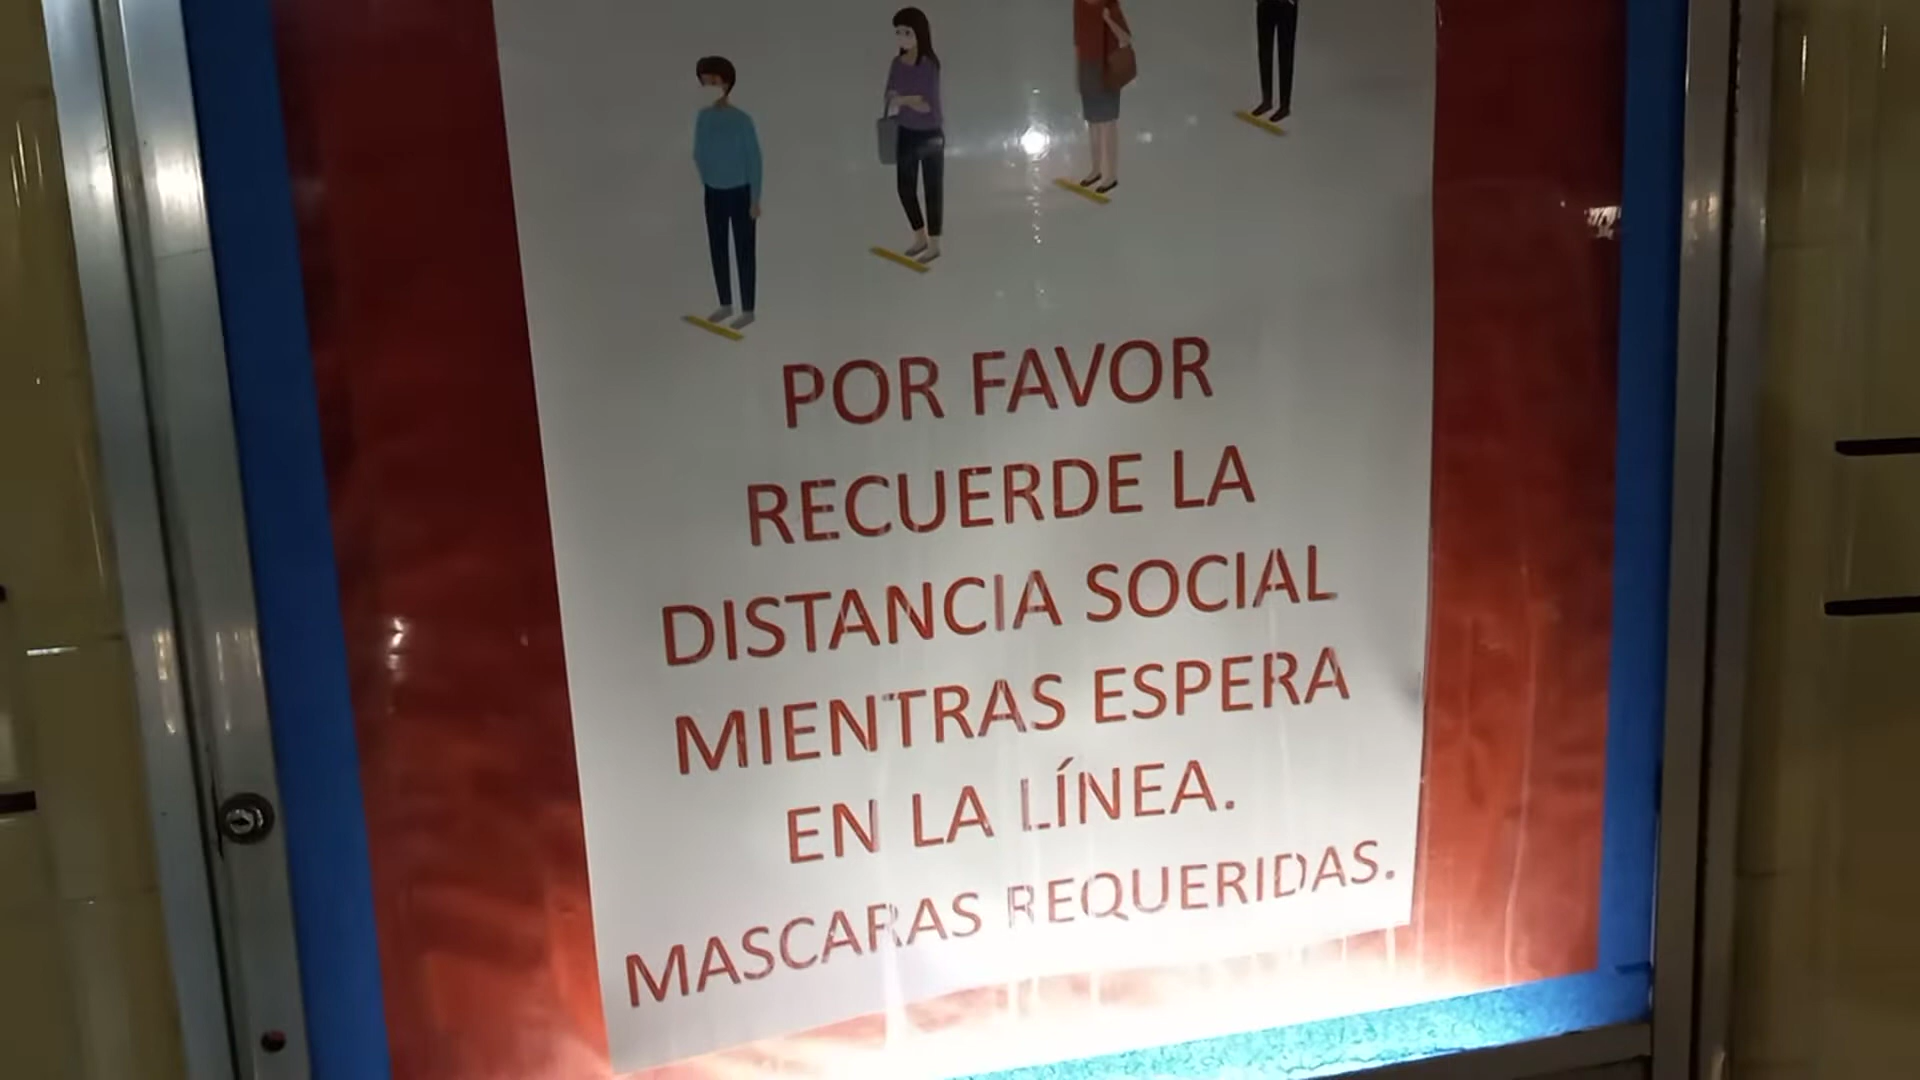 POR FAVOR
RECUERDE LA
DISTANCIA SOCIAL
MIENTRAS ESPERA
EN LA LÍNEA.
MASCARAS REQUERIDAS.